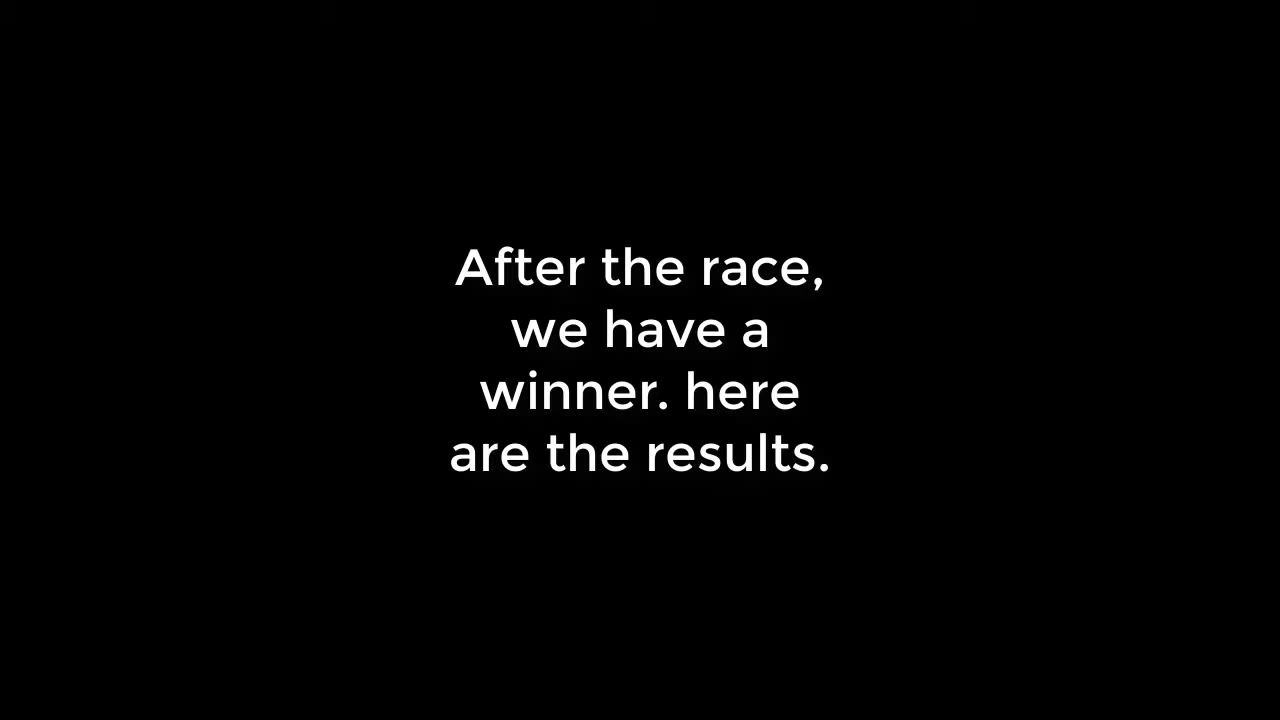 After the race,
we have a
winner. here
are the results.